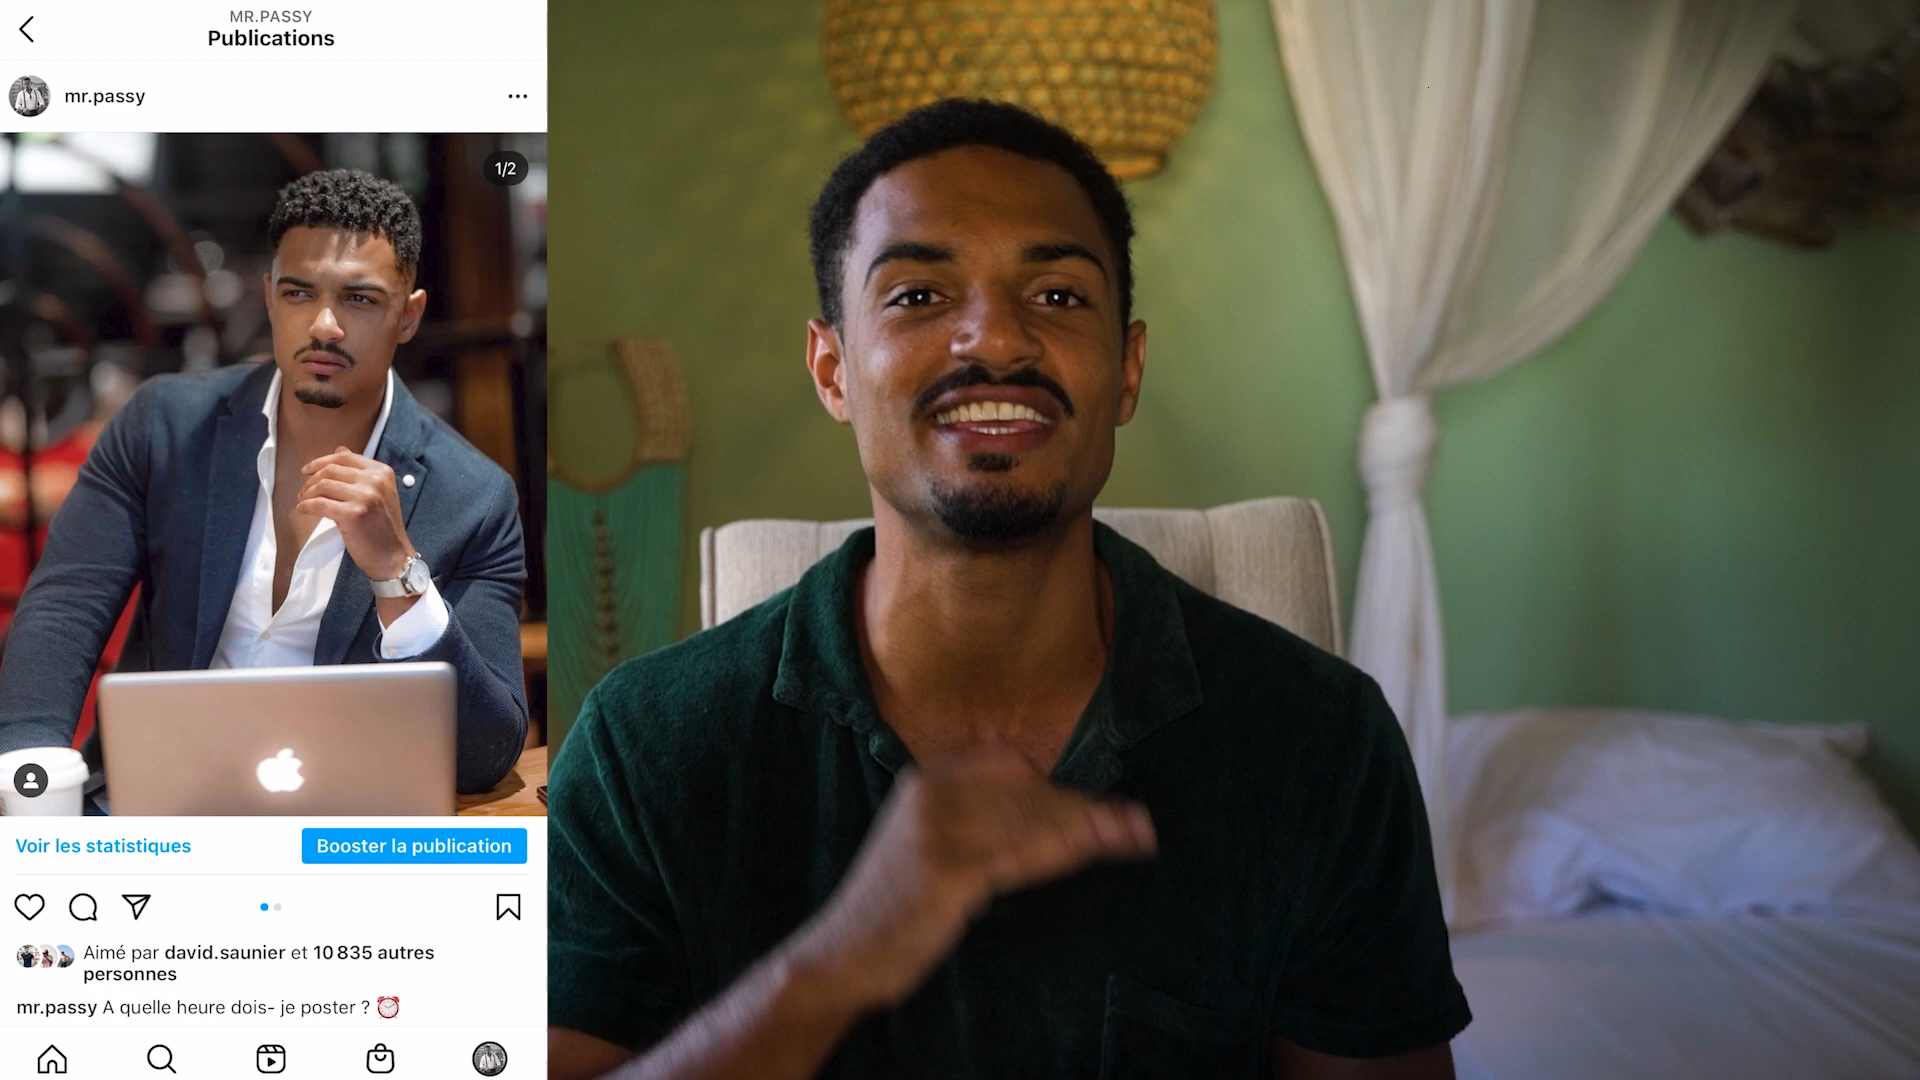 MR.PASSY
Publications
mr.passy
1/2
Voir les statistiques
Booster la publication
Aimé par david.saunier et 10 835 autres
personnes
mr.passy A quelle heure dois- je poster ? ⏰